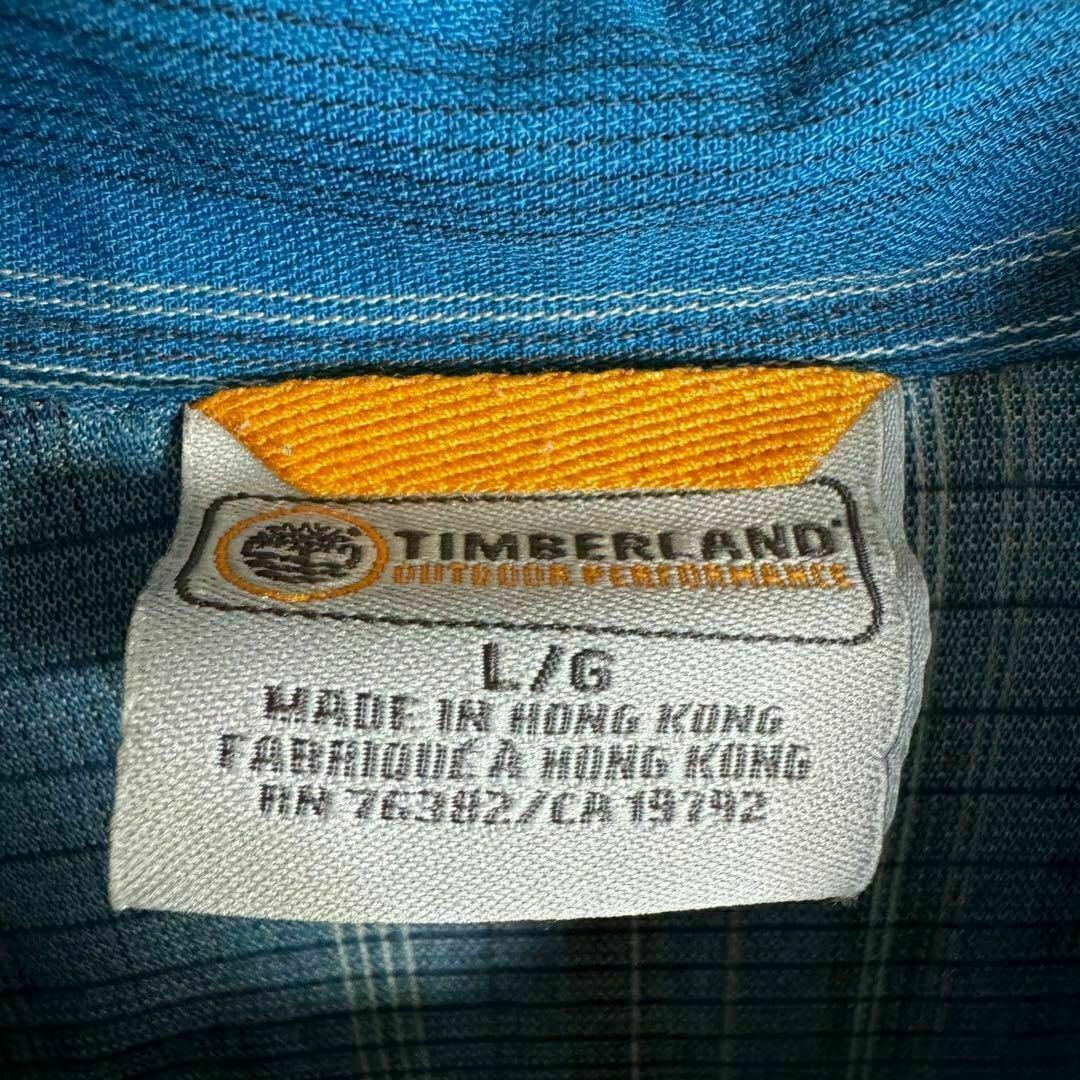 TIMBERLAND®
OUTDOOR PERFORMANCE
L/G
MADE IN HONG KONG
FABRIQUÉ À HONG KONG
RN 76382/CA 19792